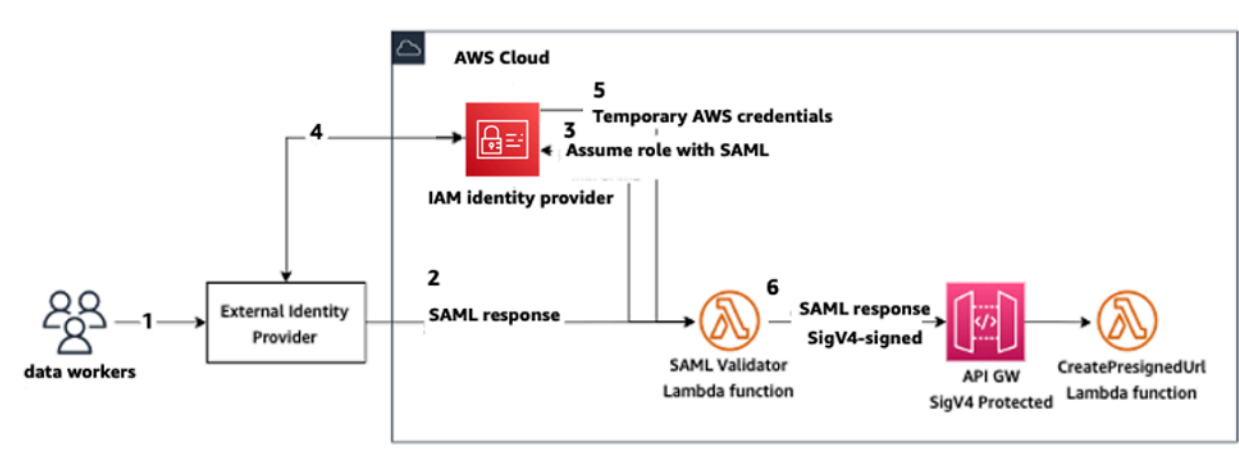 AWS Cloud
5
Temporary AWS credentials
4
3
Assume role with SAML
IAM identity provider
2
External Identity
Provider
SAML response
6
SAML response
SigV4-signed
1
data workers
SAML Validator
Lambda function
API GW
SigV4 Protected
CreatePresignedUrl
Lambda function